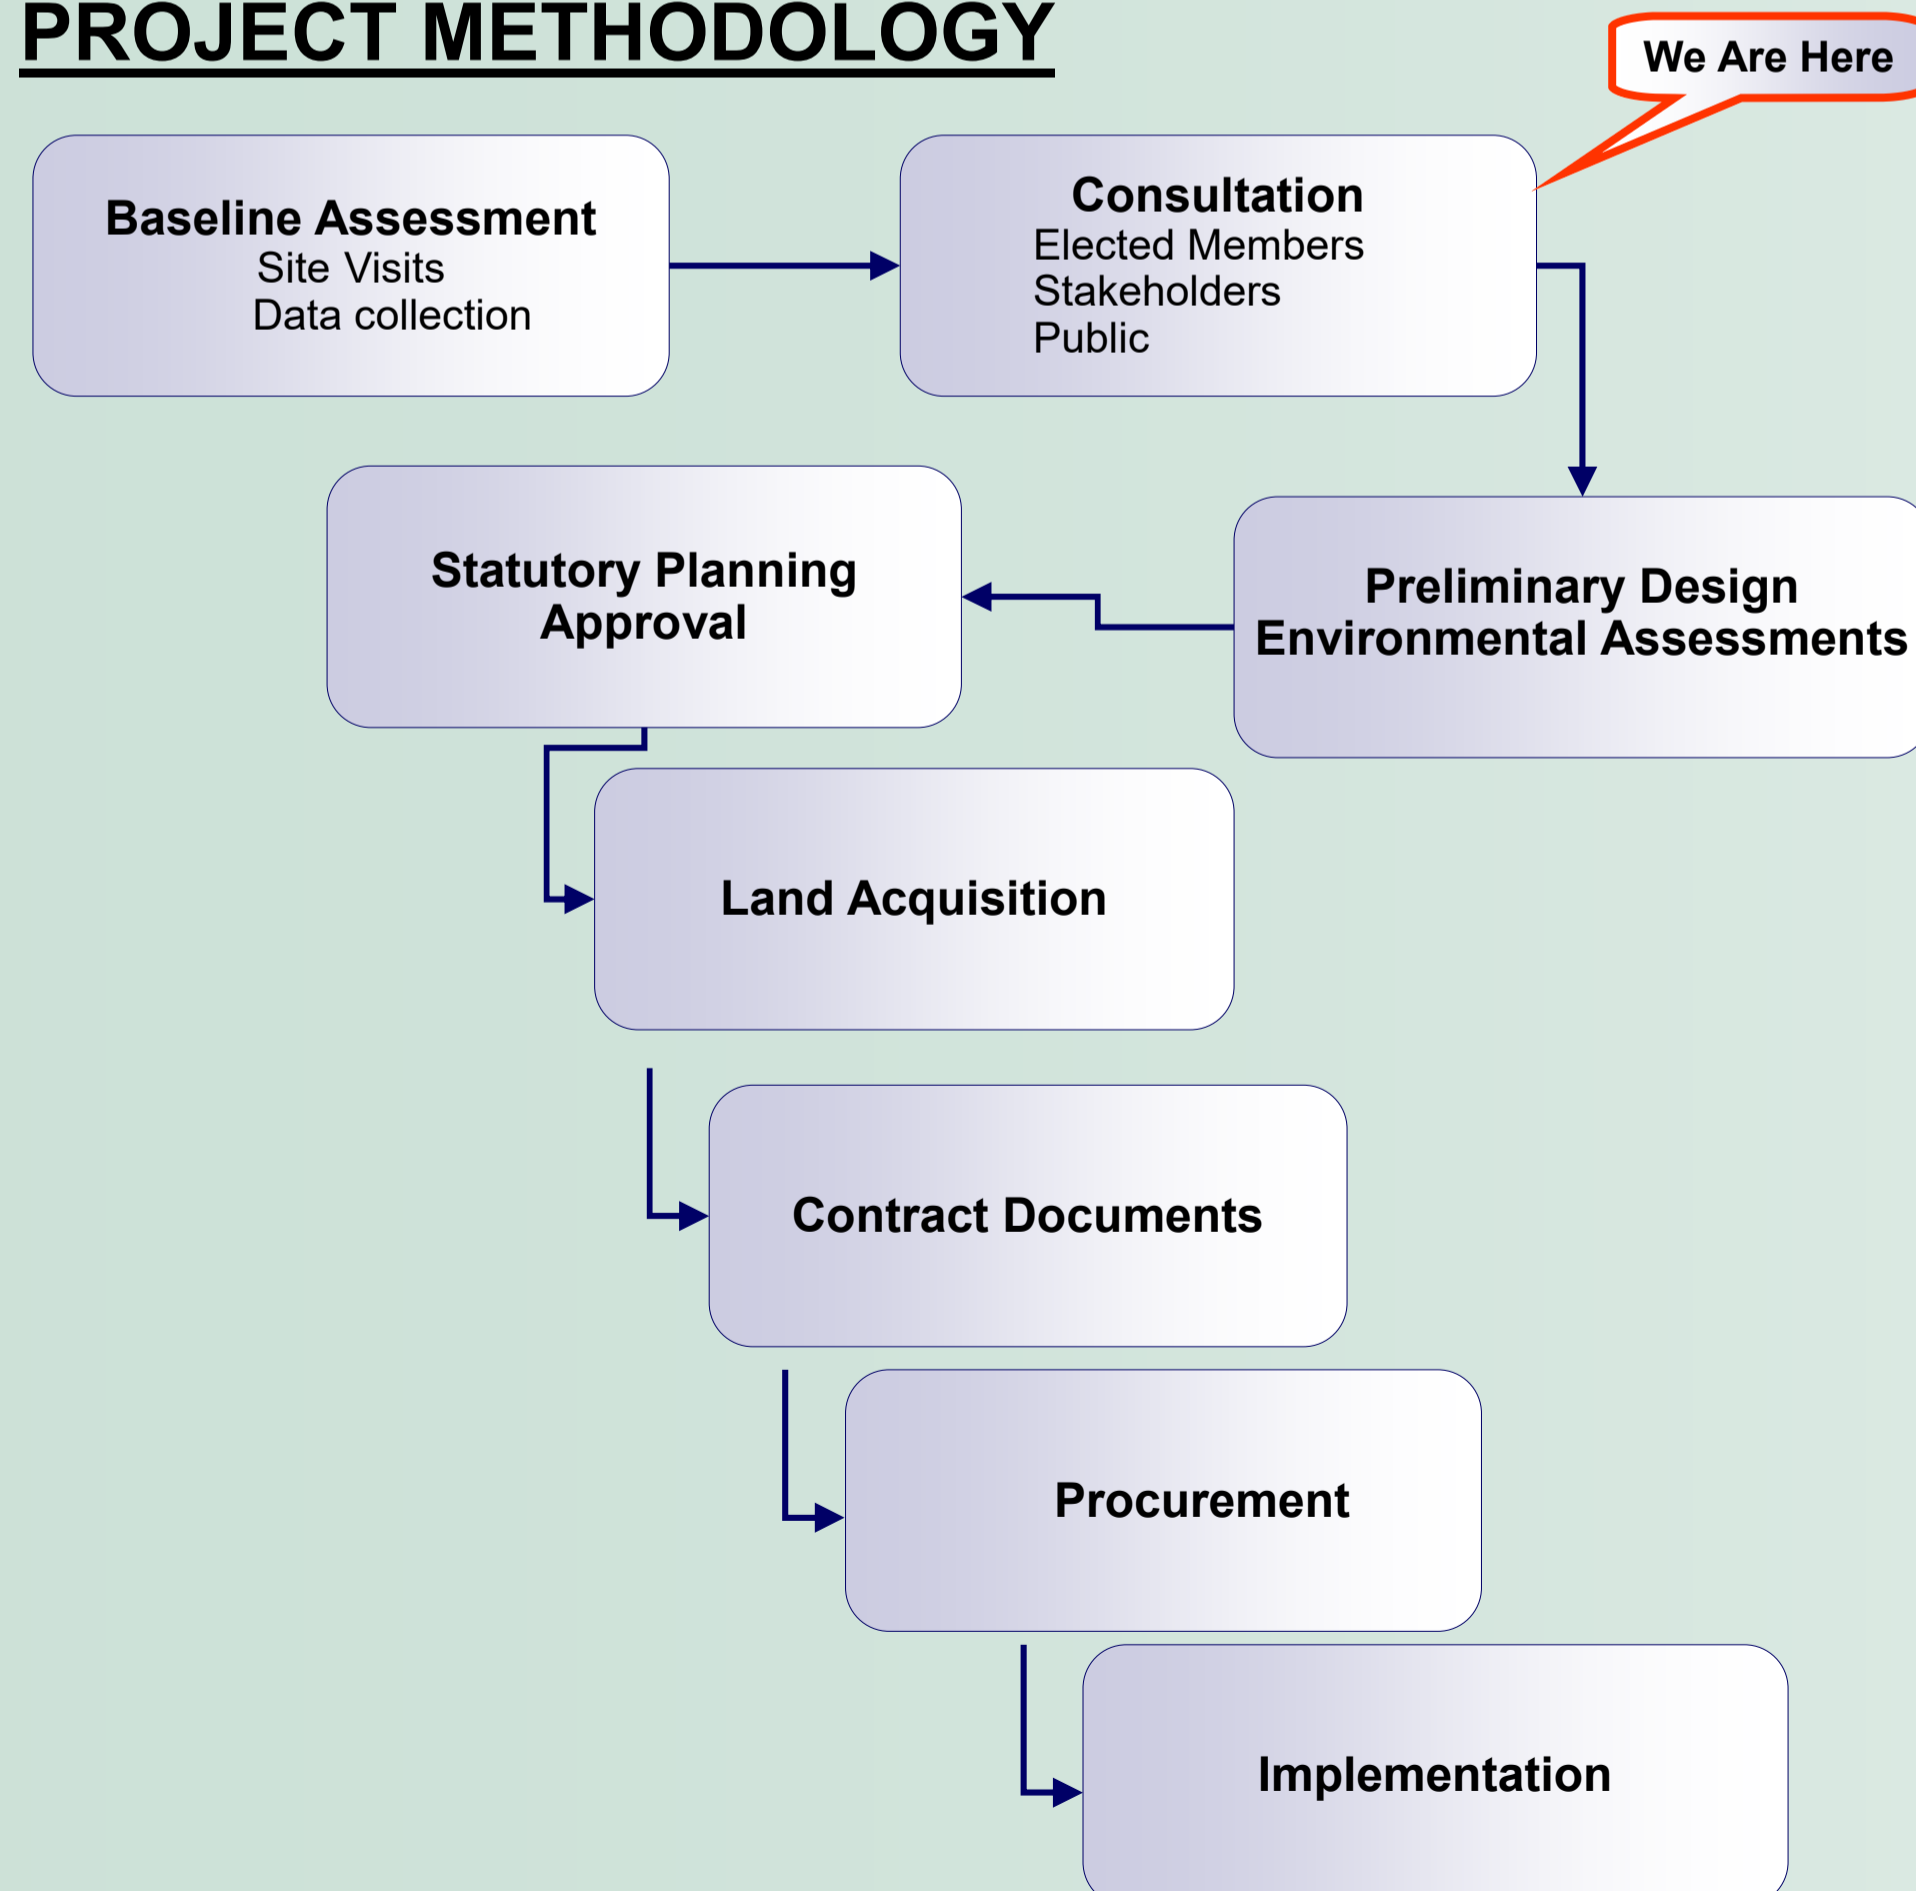 PROJECT METHODOLOGY
We Are Here
Baseline Assessment
Site Visits
Data collection
Consultation
Elected Members
Stakeholders
Public
Preliminary Design
Environmental Assessments
Statutory Planning
Approval
Land Acquisition
Contract Documents
Procurement
Implementation